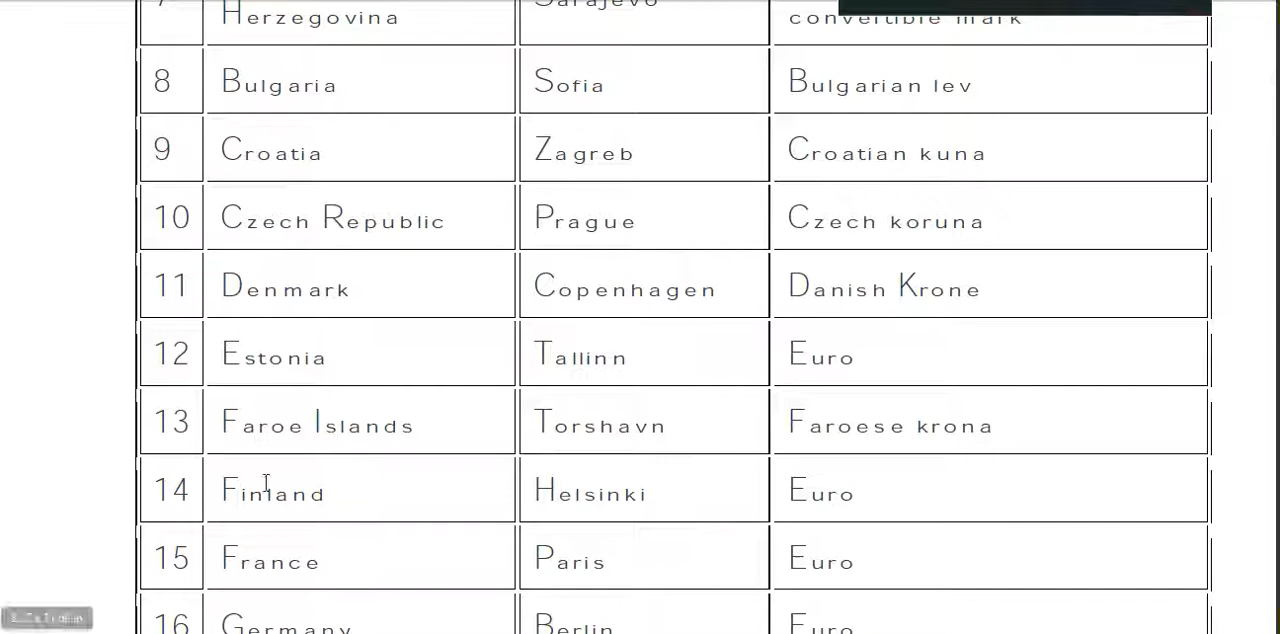 7 Herzegovina Sarajevo convertible mark
8 Bulgaria Sofia Bulgarian lev
9 Croatia Zagreb Croatian kuna
10 Czech Republic Prague Czech koruna
11 Denmark Copenhagen Danish Krone
12 Estonia Tallinn Euro
13 Faroe Islands Torshavn Faroese krona
14 Finland Helsinki Euro
15 France Paris Euro
16 Germany Berlin Euro